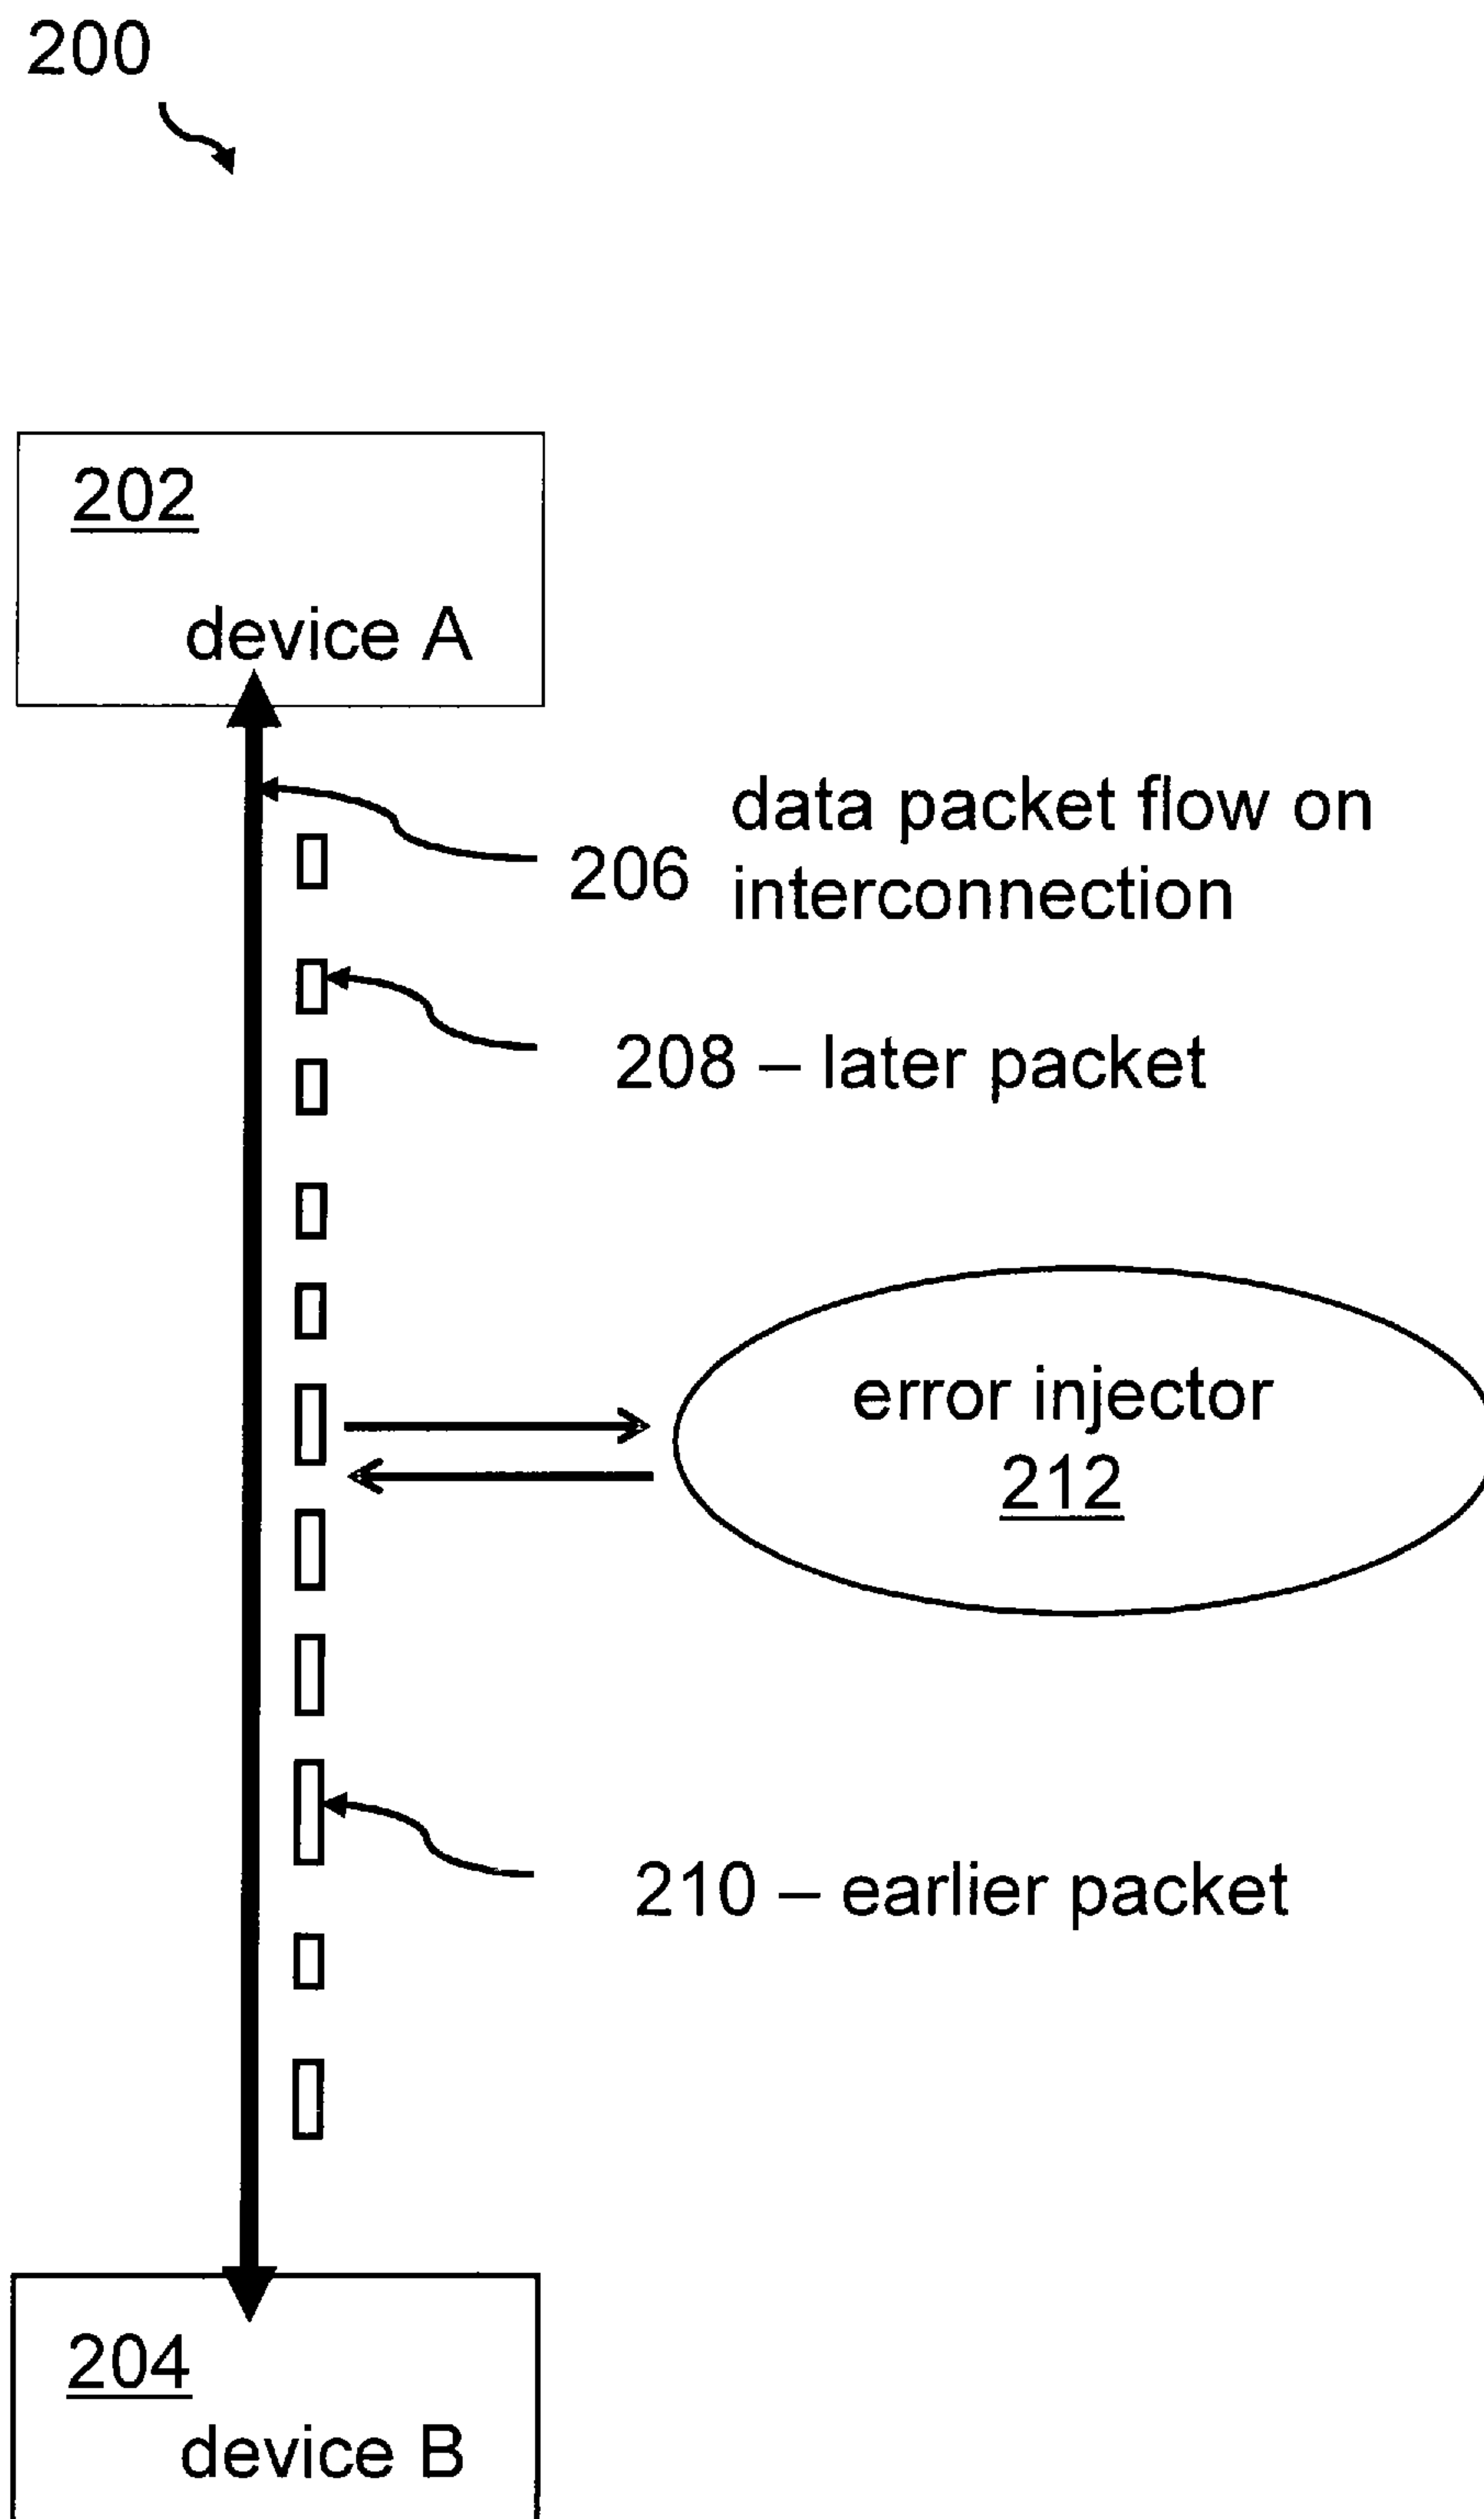 200
202
device A
data packet flow on
206 interconnection
208 – later packet
error injector
212
210 – earlier packet
204
device B